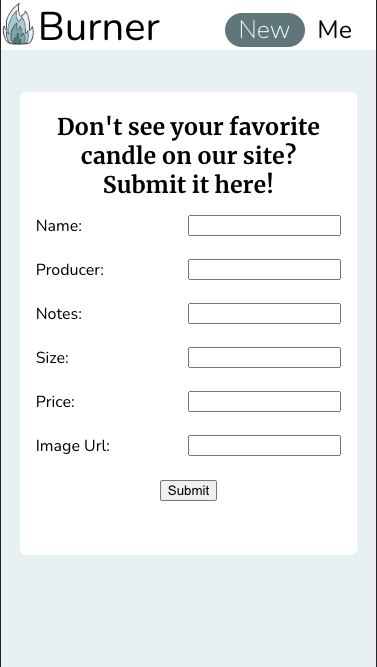 Burner New Me
Don't see your favorite
candle on our site?
Submit it here!
Name:
Producer:
Notes:
Size:
Price:
Image Url:
Submit